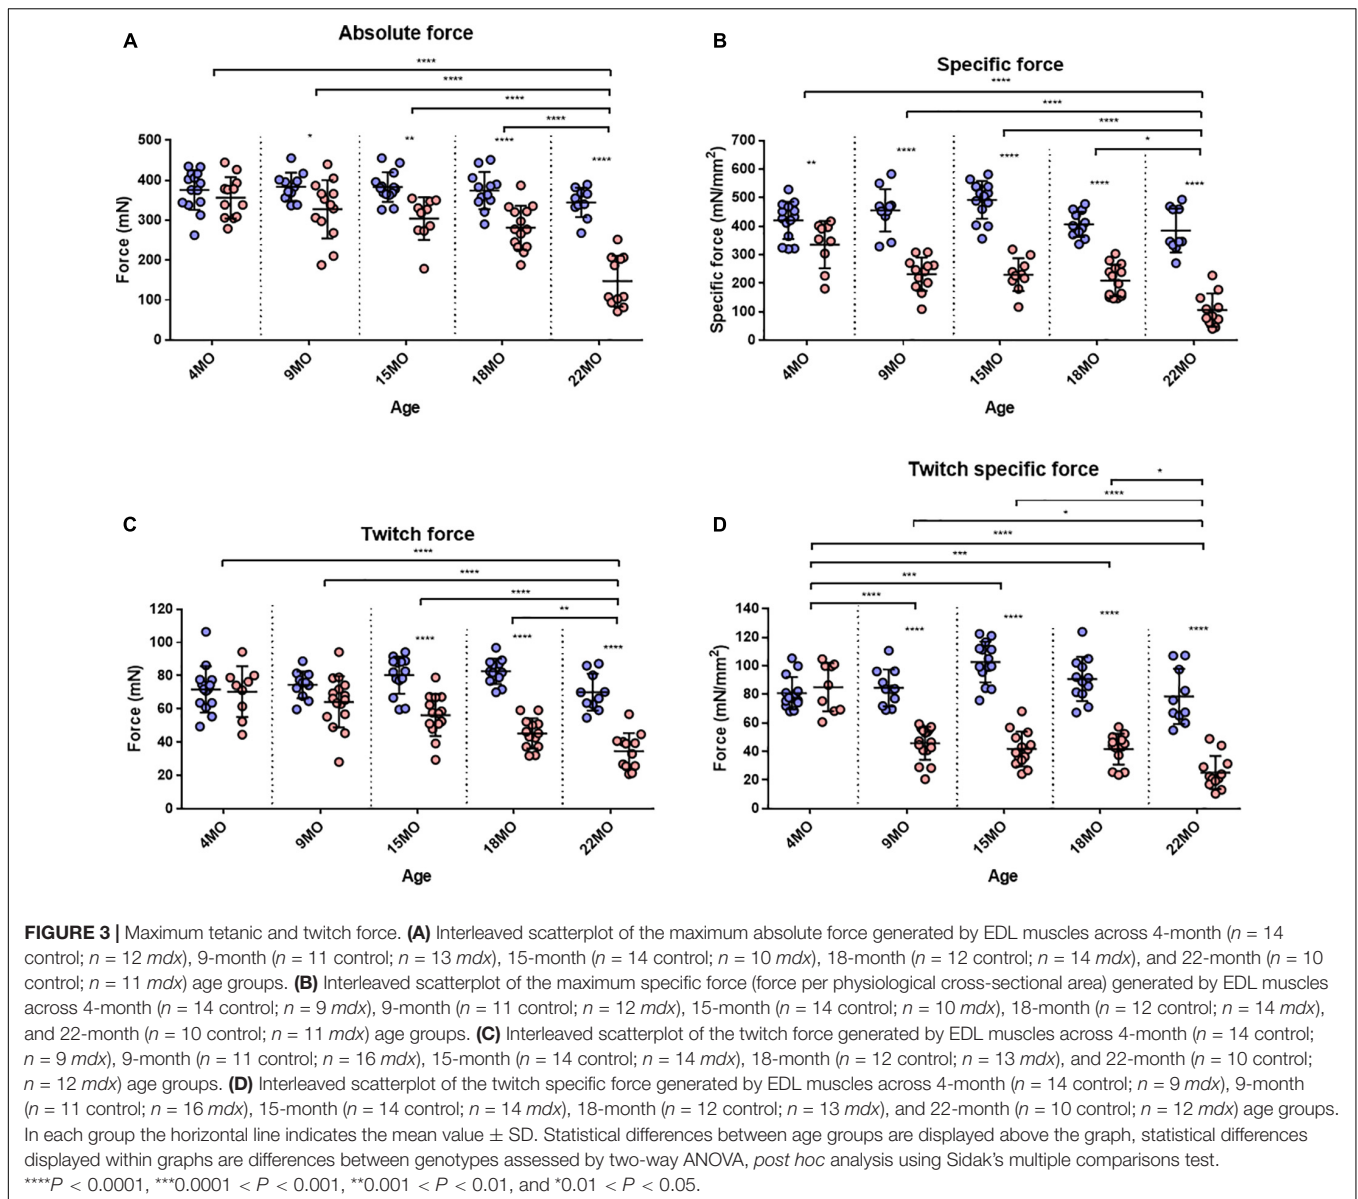 A
Absolute force
****
****
****
****
*
**
****
****
500
400
300
200
100
0
Force (mN)
4MO
9MO
15MO
18MO
22MO
Age
B
Specific force
****
****
****
*
**
****
****
****
****
700
600
500
400
300
200
100
0
Specific force (mN/mm²)
4MO
9MO
15MO
18MO
22MO
Age
C
Twitch force
****
****
****
**
****
****
****
120
100
80
60
40
20
0
Force (mN)
4MO
9MO
15MO
18MO
22MO
Age
Twitch specific force
D
*
****
*
****
***
***
****
****
****
****
****
140
120
100
80
60
40
20
0
Force (mN/mm²)
4MO
9MO
15MO
18MO
22MO
Age
FIGURE 3 | Maximum tetanic and twitch force. (A) Interleaved scatterplot of the maximum absolute force generated by EDL muscles across 4-month (n = 14
control; n = 12 mdx), 9-month (n = 11 control; n = 13 mdx), 15-month (n = 14 control; n = 10 mdx), 18-month (n = 12 control; n = 14 mdx), and 22-month (n = 10
control; n = 11 mdx) age groups. (B) Interleaved scatterplot of the maximum specific force (force per physiological cross-sectional area) generated by EDL muscles
across 4-month (n = 14 control; n = 9 mdx), 9-month (n = 11 control; n = 12 mdx), 15-month (n = 14 control; n = 10 mdx), 18-month (n = 12 control; n = 14 mdx),
and 22-month (n = 10 control; n = 11 mdx) age groups. (C) Interleaved scatterplot of the twitch force generated by EDL muscles across 4-month (n = 14 control;
n = 9 mdx), 9-month (n = 11 control; n = 16 mdx), 15-month (n = 14 control; n = 14 mdx), 18-month (n = 12 control; n = 13 mdx), and 22-month (n = 10 control;
n = 12 mdx) age groups. (D) Interleaved scatterplot of the twitch specific force generated by EDL muscles across 4-month (n = 14 control; n = 9 mdx), 9-month
(n = 11 control; n = 16 mdx), 15-month (n = 14 control; n = 14 mdx), 18-month (n = 12 control; n = 13 mdx), and 22-month (n = 10 control; n = 12 mdx) age groups.
In each group the horizontal line indicates the mean value ± SD. Statistical differences between age groups are displayed above the graph, statistical differences
displayed within graphs are differences between genotypes assessed by two-way ANOVA, post hoc analysis using Sidak's multiple comparisons test.
****P < 0.0001, ***0.0001 < P < 0.001, **0.001 < P < 0.01, and *0.01 < P < 0.05.